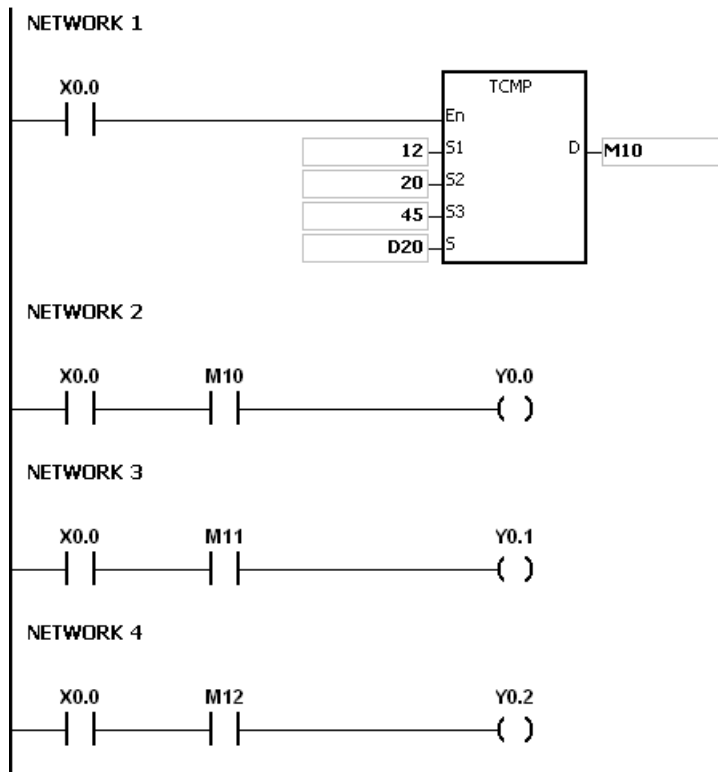 NETWORK 1
X0.0
TCMP
En
12 S1 D M10
20 S2
45 S3
D20 S
NETWORK 2
X0.0 M10 Y0.0
NETWORK 3
X0.0 M11 Y0.1
NETWORK 4
X0.0 M12 Y0.2